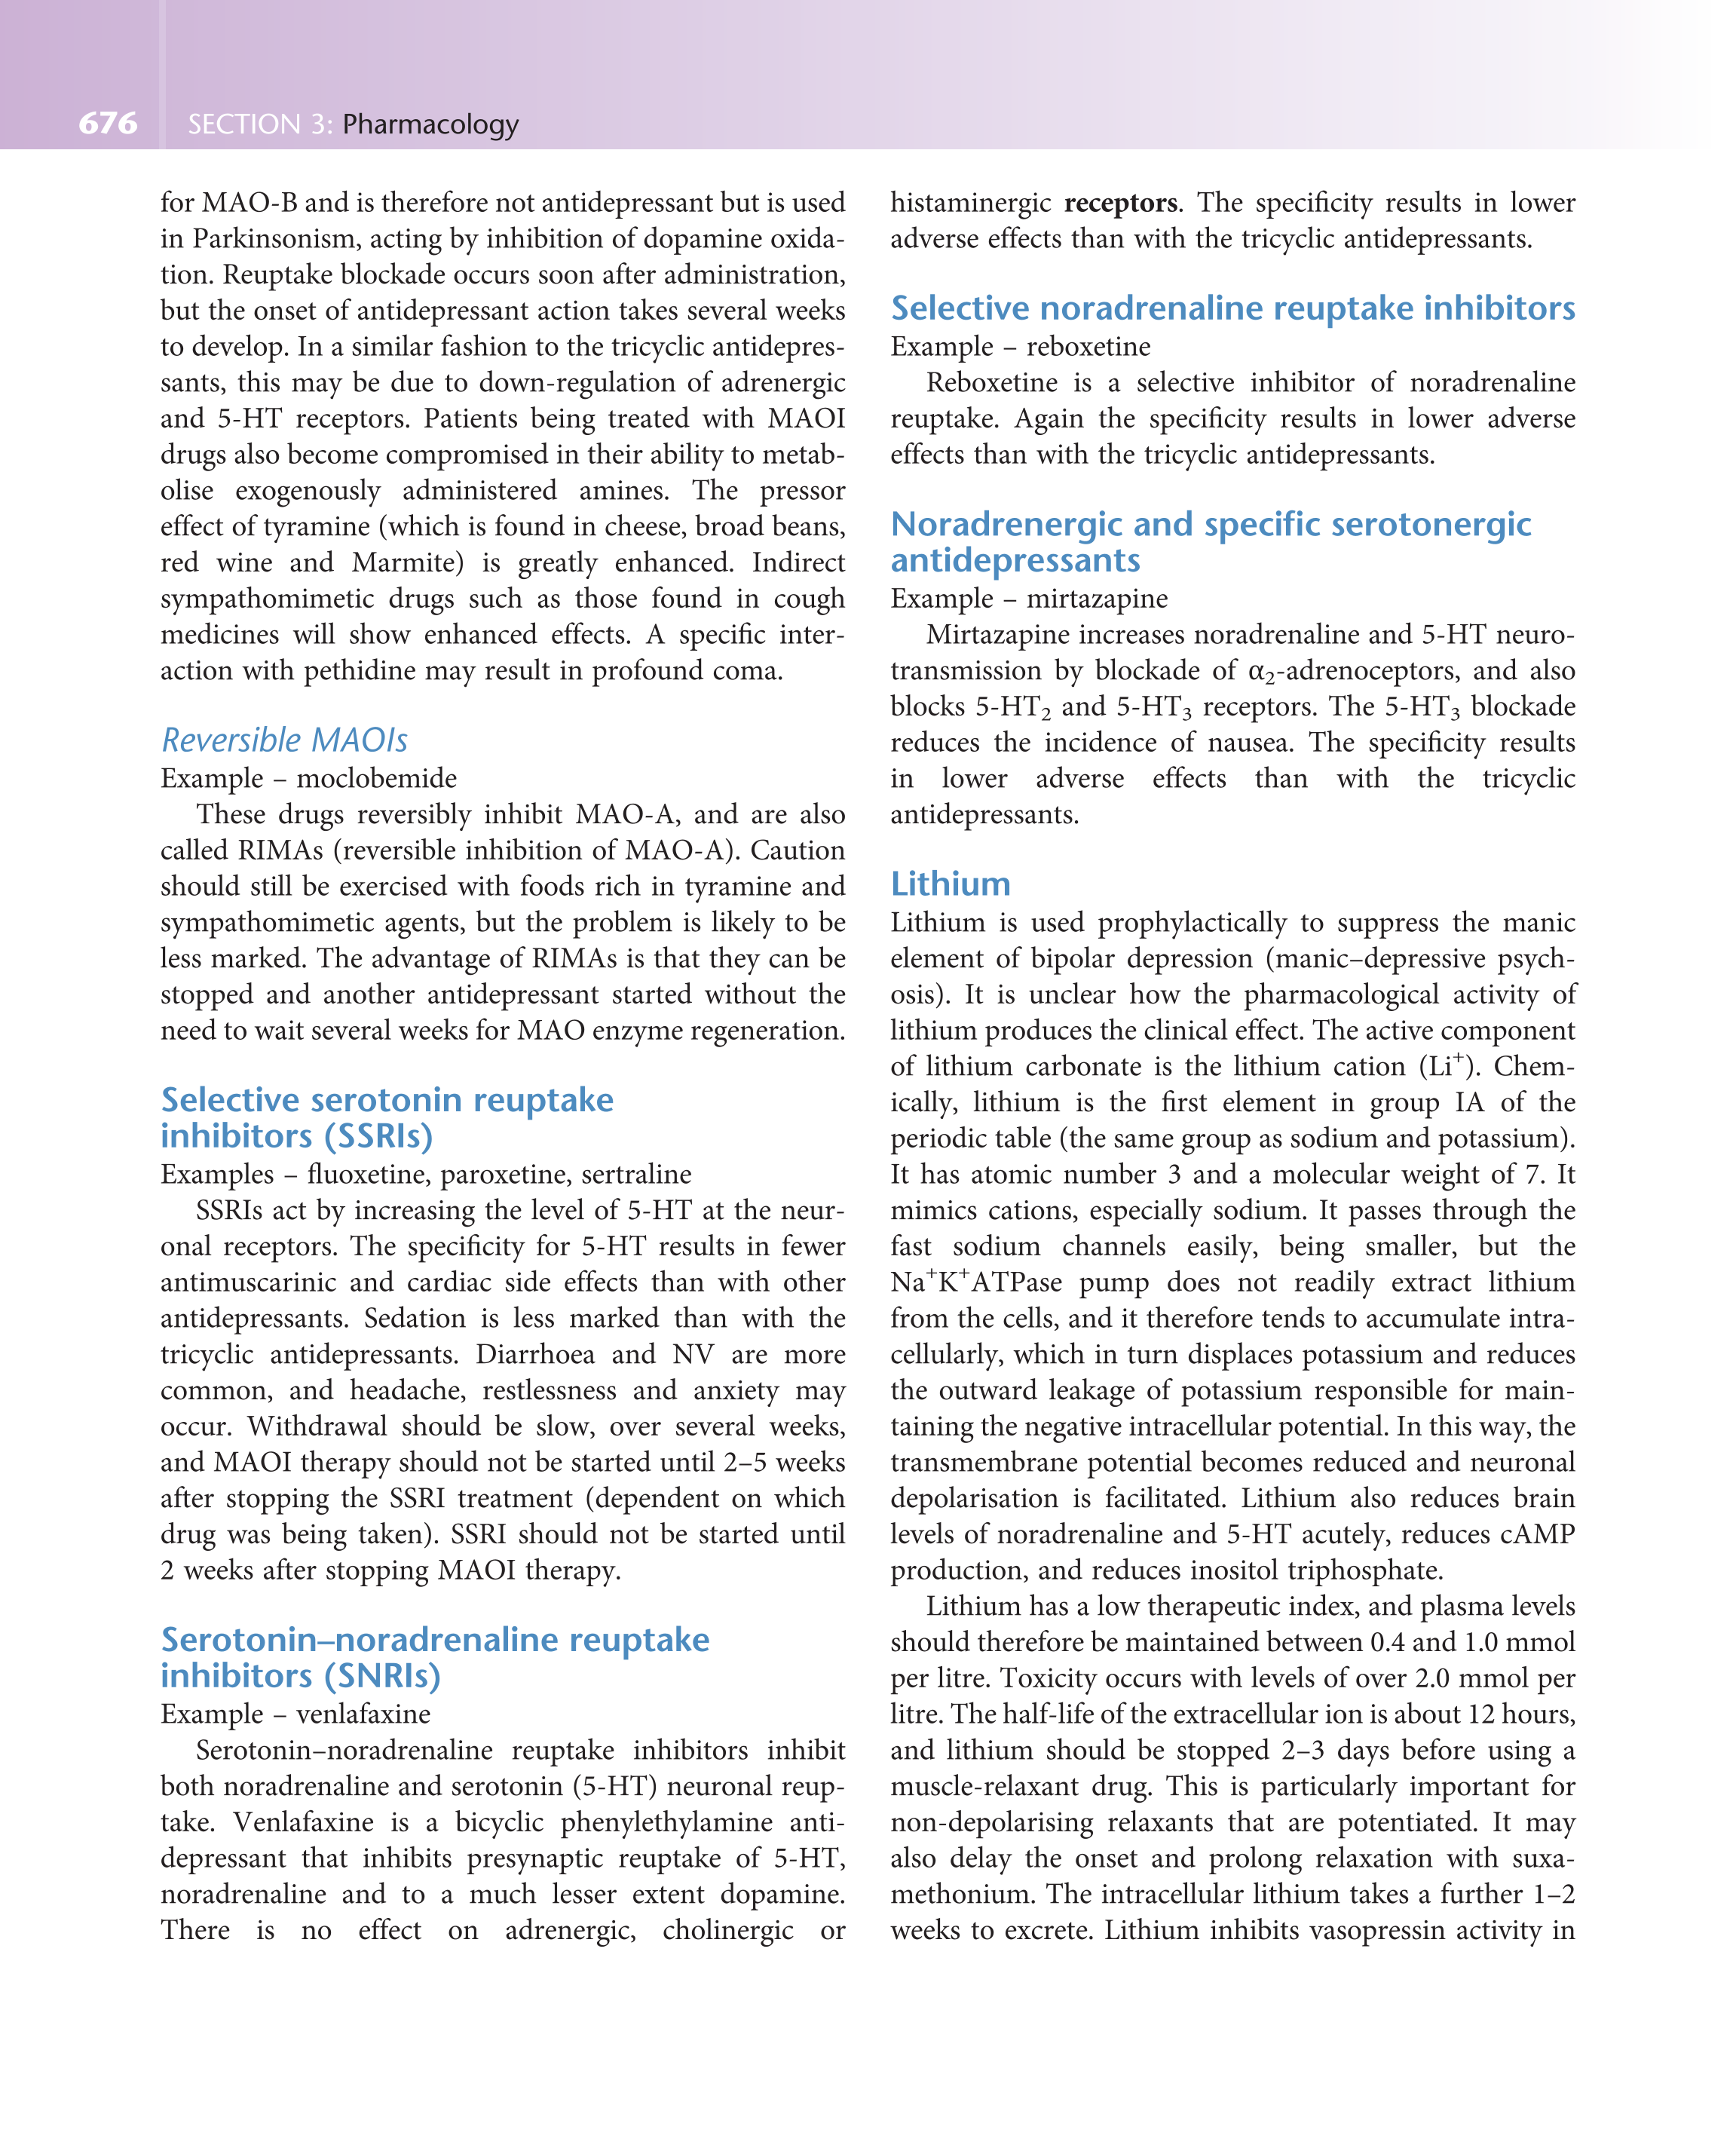 676 SECTION 3: Pharmacology
for MAO-B and is therefore not antidepressant but is used
in Parkinsonism, acting by inhibition of dopamine oxida-
tion. Reuptake blockade occurs soon after administration,
but the onset of antidepressant action takes several weeks
to develop. In a similar fashion to the tricyclic antidepres-
sants, this may be due to down-regulation of adrenergic
and 5-HT receptors. Patients being treated with MAOI
drugs also become compromised in their ability to metab-
olise exogenously administered amines. The pressor
effect of tyramine (which is found in cheese, broad beans,
red wine and Marmite) is greatly enhanced. Indirect
sympathomimetic drugs such as those found in cough
medicines will show enhanced effects. A specific inter-
action with pethidine may result in profound coma.
Reversible MAOIs
Example – moclobemide
These drugs reversibly inhibit MAO-A, and are also
called RIMAs (reversible inhibition of MAO-A). Caution
should still be exercised with foods rich in tyramine and
sympathomimetic agents, but the problem is likely to be
less marked. The advantage of RIMAs is that they can be
stopped and another antidepressant started without the
need to wait several weeks for MAO enzyme regeneration.
Selective serotonin reuptake
inhibitors (SSRIs)
Examples – fluoxetine, paroxetine, sertraline
SSRIs act by increasing the level of 5-HT at the neur-
onal receptors. The specificity for 5-HT results in fewer
antimuscarinic and cardiac side effects than with other
antidepressants. Sedation is less marked than with the
tricyclic antidepressants. Diarrhoea and NV are more
common, and headache, restlessness and anxiety may
occur. Withdrawal should be slow, over several weeks,
and MAOI therapy should not be started until 2–5 weeks
after stopping the SSRI treatment (dependent on which
drug was being taken). SSRI should not be started until
2 weeks after stopping MAOI therapy.
Serotonin–noradrenaline reuptake
inhibitors (SNRIs)
Example – venlafaxine
Serotonin–noradrenaline reuptake inhibitors inhibit
both noradrenaline and serotonin (5-HT) neuronal reup-
take. Venlafaxine is a bicyclic phenylethylamine anti-
depressant that inhibits presynaptic reuptake of 5-HT,
noradrenaline and to a much lesser extent dopamine.
There is no effect on adrenergic, cholinergic or
histaminergic receptors. The specificity results in lower
adverse effects than with the tricyclic antidepressants.
Selective noradrenaline reuptake inhibitors
Example – reboxetine
Reboxetine is a selective inhibitor of noradrenaline
reuptake. Again the specificity results in lower adverse
effects than with the tricyclic antidepressants.
Noradrenergic and specific serotonergic
antidepressants
Example – mirtazapine
Mirtazapine increases noradrenaline and 5-HT neuro-
transmission by blockade of α₂-adrenoceptors, and also
blocks 5-HT₂ and 5-HT₃ receptors. The 5-HT₃ blockade
reduces the incidence of nausea. The specificity results
in lower adverse effects than with the tricyclic
antidepressants.
Lithium
Lithium is used prophylactically to suppress the manic
element of bipolar depression (manic–depressive psych-
osis). It is unclear how the pharmacological activity of
lithium produces the clinical effect. The active component
of lithium carbonate is the lithium cation (Li⁺). Chem-
ically, lithium is the first element in group IA of the
periodic table (the same group as sodium and potassium).
It has atomic number 3 and a molecular weight of 7. It
mimics cations, especially sodium. It passes through the
fast sodium channels easily, being smaller, but the
Na⁺K⁺ATPase pump does not readily extract lithium
from the cells, and it therefore tends to accumulate intra-
cellularly, which in turn displaces potassium and reduces
the outward leakage of potassium responsible for main-
taining the negative intracellular potential. In this way, the
transmembrane potential becomes reduced and neuronal
depolarisation is facilitated. Lithium also reduces brain
levels of noradrenaline and 5-HT acutely, reduces cAMP
production, and reduces inositol triphosphate.
Lithium has a low therapeutic index, and plasma levels
should therefore be maintained between 0.4 and 1.0 mmol
per litre. Toxicity occurs with levels of over 2.0 mmol per
litre. The half-life of the extracellular ion is about 12 hours,
and lithium should be stopped 2–3 days before using a
muscle-relaxant drug. This is particularly important for
non-depolarising relaxants that are potentiated. It may
also delay the onset and prolong relaxation with suxa-
methonium. The intracellular lithium takes a further 1–2
weeks to excrete. Lithium inhibits vasopressin activity in